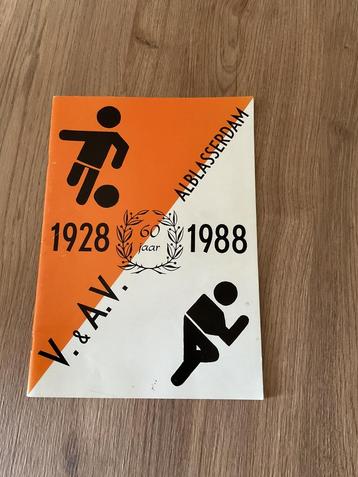 ALBLASSERDAM
1928
60
jaar
1988
V. & A.V.